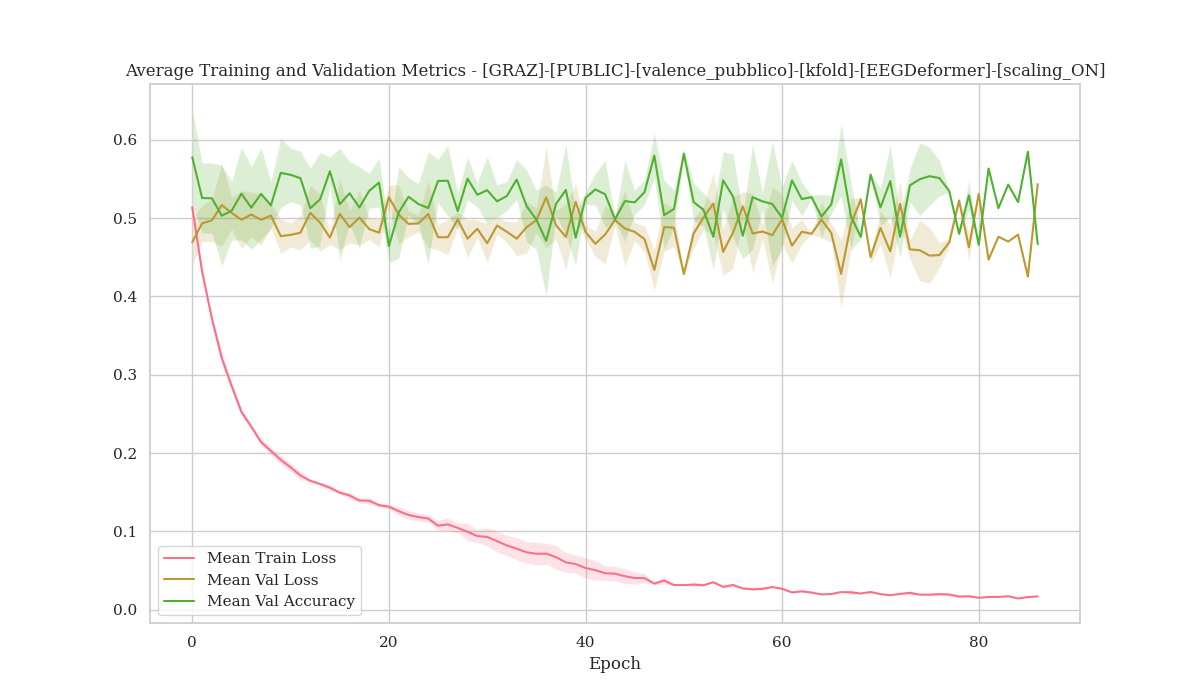 Average Training and Validation Metrics - [GRAZ]-[PUBLIC]-[valence_pubblico]-[kfold]-[EEGDeformer]-[scaling_ON]
0.6
0.5
0.4
0.3
0.2
0.1
0.0
Mean Train Loss
Mean Val Loss
Mean Val Accuracy
0 20 40 60 80
Epoch